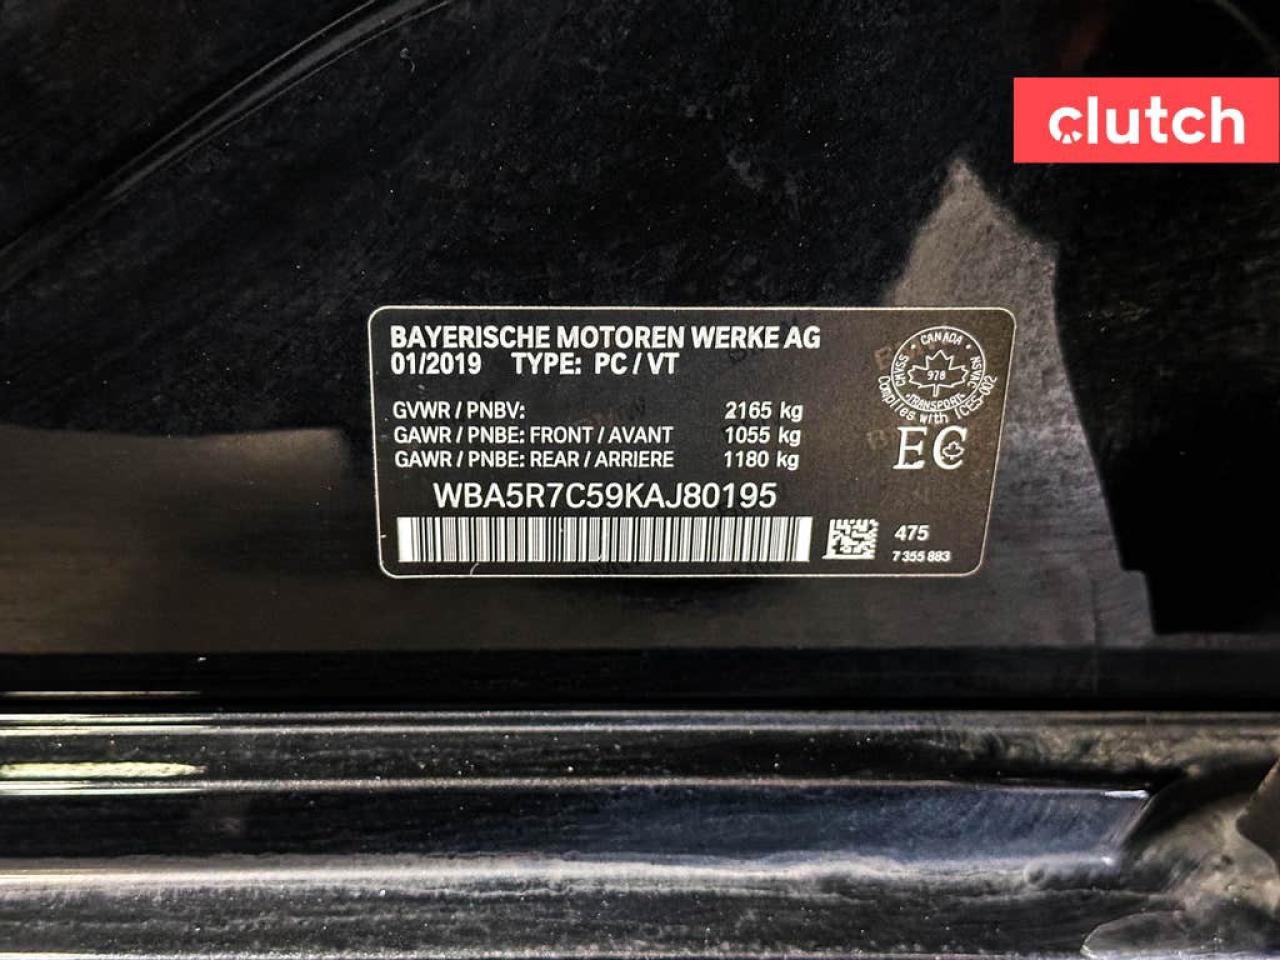 clutch
BAYERISCHE MOTOREN WERKE AG
01/2019 TYPE: PC / VT
GVWR / PNBV: 2165 kg
GAWR / PNBE: FRONT / AVANT 1055 kg
GAWR / PNBE: REAR / ARRIERE 1180 kg
WBA5R7C59KAJ80195
CANADA
CMVSS
NSVAC
978
TRANSPORT
Complies with ICES-002
EC
475
7 355 883